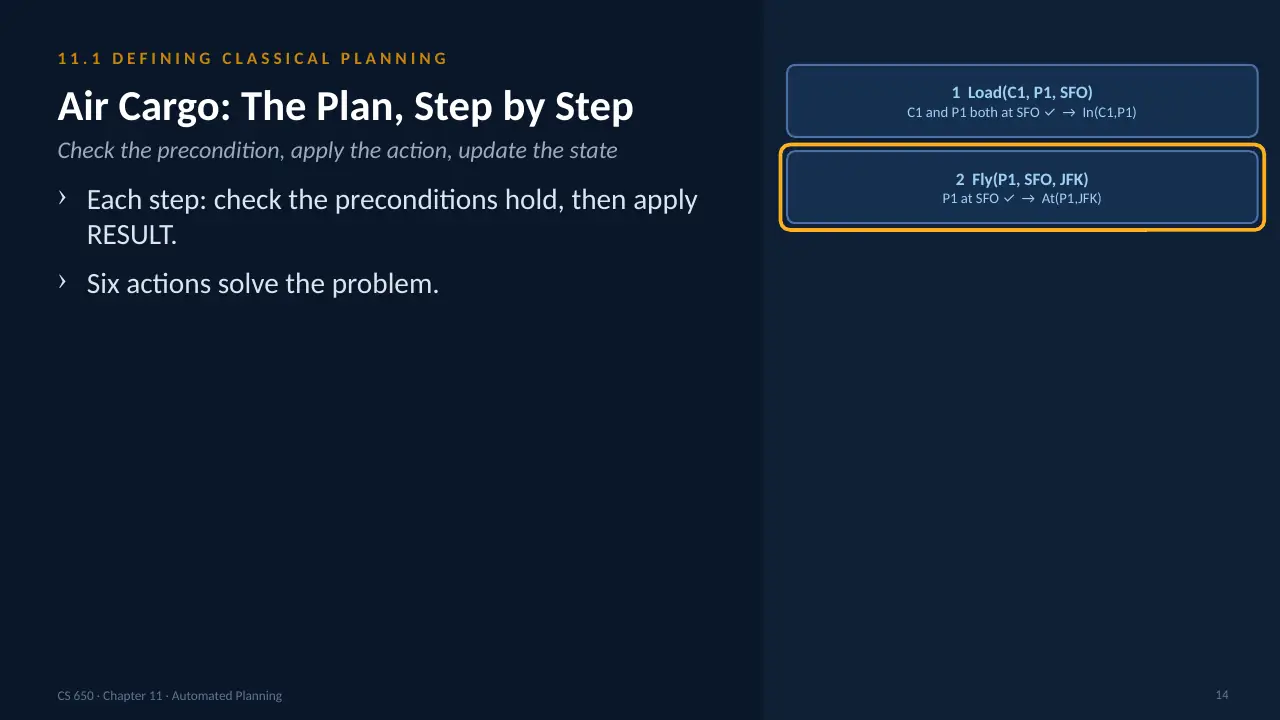 11.1 DEFINING CLASSICAL PLANNING
Air Cargo: The Plan, Step by Step
Check the precondition, apply the action, update the state
› Each step: check the preconditions hold, then apply
RESULT.
› Six actions solve the problem.
1 Load(C1, P1, SFO)
C1 and P1 both at SFO ✓ → In(C1,P1)
2 Fly(P1, SFO, JFK)
P1 at SFO ✓ → At(P1,JFK)
CS 650 · Chapter 11 · Automated Planning
14